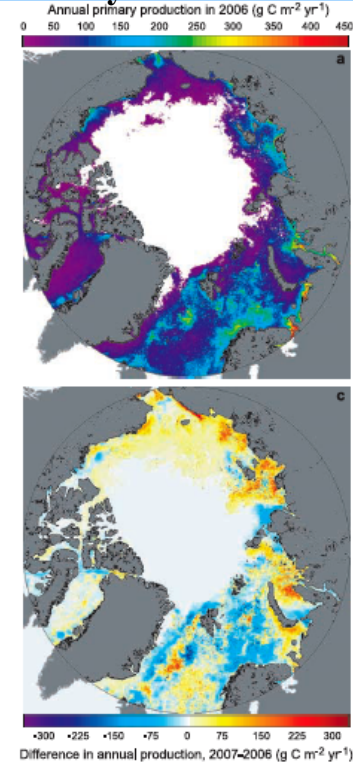 Annual primary production in 2006 (g C m⁻² yr⁻¹)
0 50 100 150 200 250 300 350 400 450
a
c
-300 -225 -150 -75 0 75 150 225 300
Difference in annual production, 2007–2006 (g C m⁻² yr⁻¹)